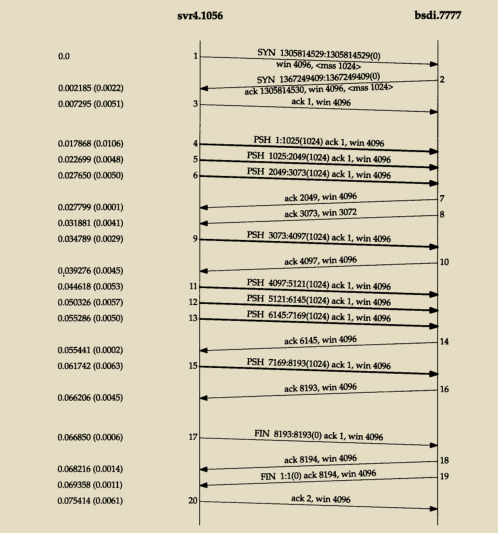 svr4.1056 bsdi.7777
0.0 1 SYN 1305814529:1305814529(0)
win 4096, <mss 1024>
SYN 1367249409:1367249409(0) 2
0.002185 (0.0022) ack 1305814530, win 4096, <mss 1024>
0.007295 (0.0051) 3 ack 1, win 4096
0.017868 (0.0106) 4 PSH 1:1025(1024) ack 1, win 4096
0.022699 (0.0048) 5 PSH 1025:2049(1024) ack 1, win 4096
0.027650 (0.0050) 6 PSH 2049:3073(1024) ack 1, win 4096
ack 2049, win 4096 7
0.027799 (0.0001)
ack 3073, win 3072 8
0.031881 (0.0041)
0.034789 (0.0029) 9 PSH 3073:4097(1024) ack 1, win 4096
ack 4097, win 4096 10
0.039276 (0.0045)
0.044618 (0.0053) 11 PSH 4097:5121(1024) ack 1, win 4096
0.050326 (0.0057) 12 PSH 5121:6145(1024) ack 1, win 4096
0.055286 (0.0050) 13 PSH 6145:7169(1024) ack 1, win 4096
ack 6145, win 4096 14
0.055441 (0.0002)
0.061742 (0.0063) 15 PSH 7169:8193(1024) ack 1, win 4096
ack 8193, win 4096 16
0.066206 (0.0045)
0.066850 (0.0006) 17 FIN 8193:8193(0) ack 1, win 4096
ack 8194, win 4096 18
0.068216 (0.0014)
FIN 1:1(0) ack 8194, win 4096 19
0.069358 (0.0011)
0.075414 (0.0061) 20 ack 2, win 4096